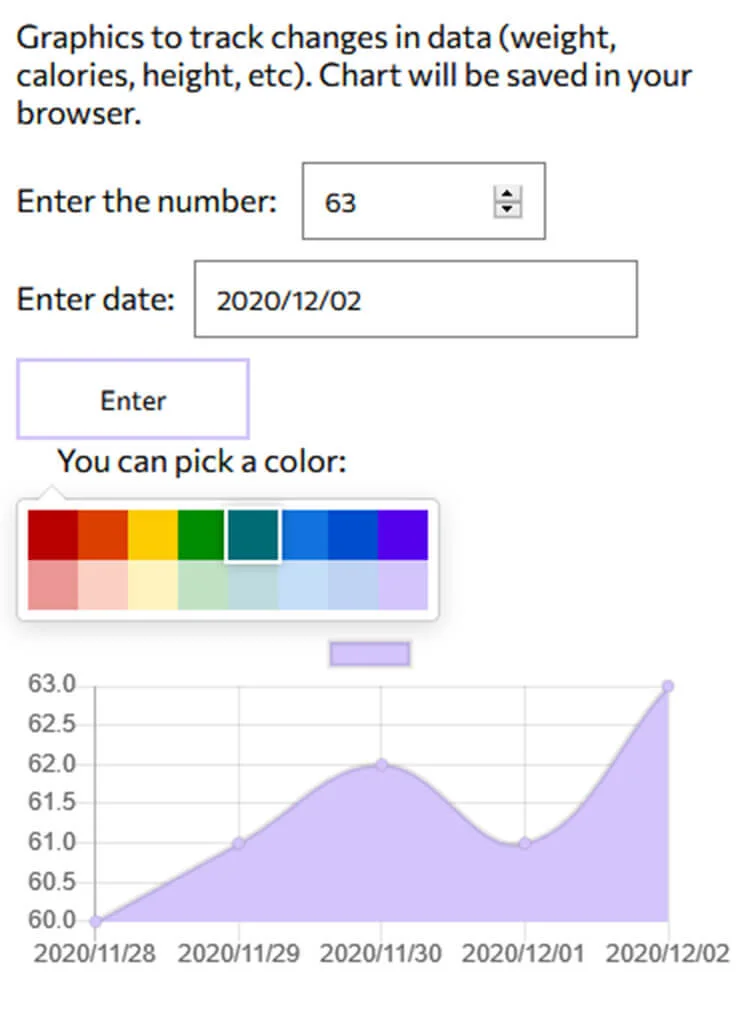 Graphics to track changes in data (weight,
calories, height, etc). Chart will be saved in your
browser.
Enter the number: 63
Enter date: 2020/12/02
Enter
You can pick a color:
63.0
62.5
62.0
61.5
61.0
60.5
60.0
2020/11/28 2020/11/29 2020/11/30 2020/12/01 2020/12/02